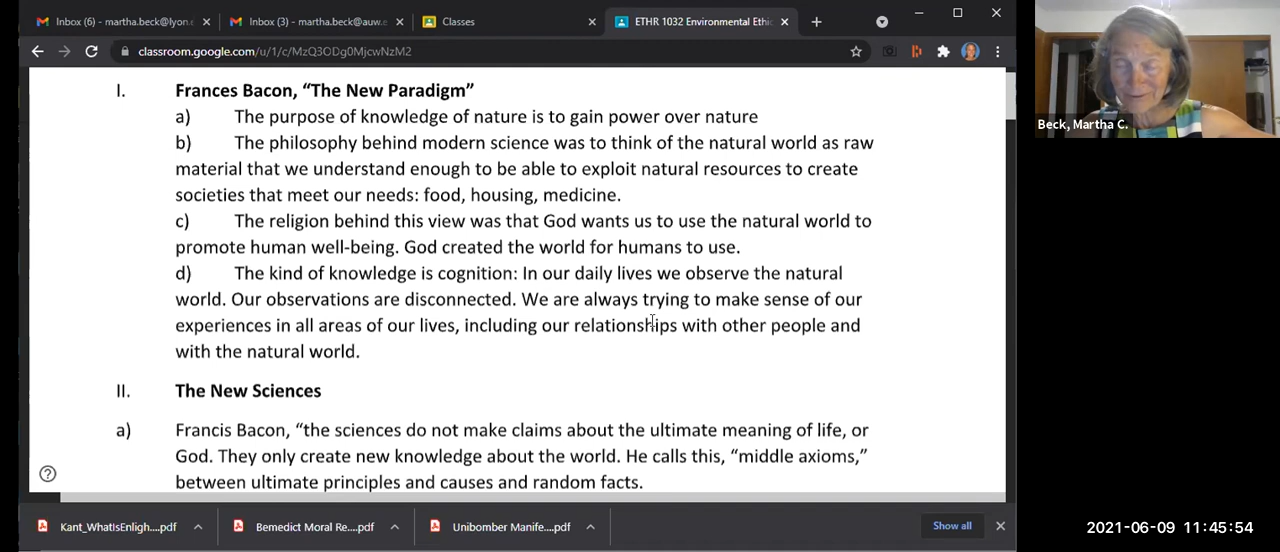 Inbox (6) - martha.beck@lyon.e
Inbox (3) - martha.beck@auw.e
Classes
ETHR 1032 Environmental Ethic
classroom.google.com/u/1/c/MzQ3ODg0MjcwNzM2
Beck, Martha C.
I. Frances Bacon, “The New Paradigm”
a) The purpose of knowledge of nature is to gain power over nature
b) The philosophy behind modern science was to think of the natural world as raw
material that we understand enough to be able to exploit natural resources to create
societies that meet our needs: food, housing, medicine.
c) The religion behind this view was that God wants us to use the natural world to
promote human well-being. God created the world for humans to use.
d) The kind of knowledge is cognition: In our daily lives we observe the natural
world. Our observations are disconnected. We are always trying to make sense of our
experiences in all areas of our lives, including our relationships with other people and
with the natural world.
II. The New Sciences
a) Francis Bacon, “the sciences do not make claims about the ultimate meaning of life, or
God. They only create new knowledge about the world. He calls this, “middle axioms,”
between ultimate principles and causes and random facts.
Kant_WhatIsEnligh....pdf
Bemedict Moral Re....pdf
Unibomber Manife....pdf
Show all
2021-06-09 11:45:54